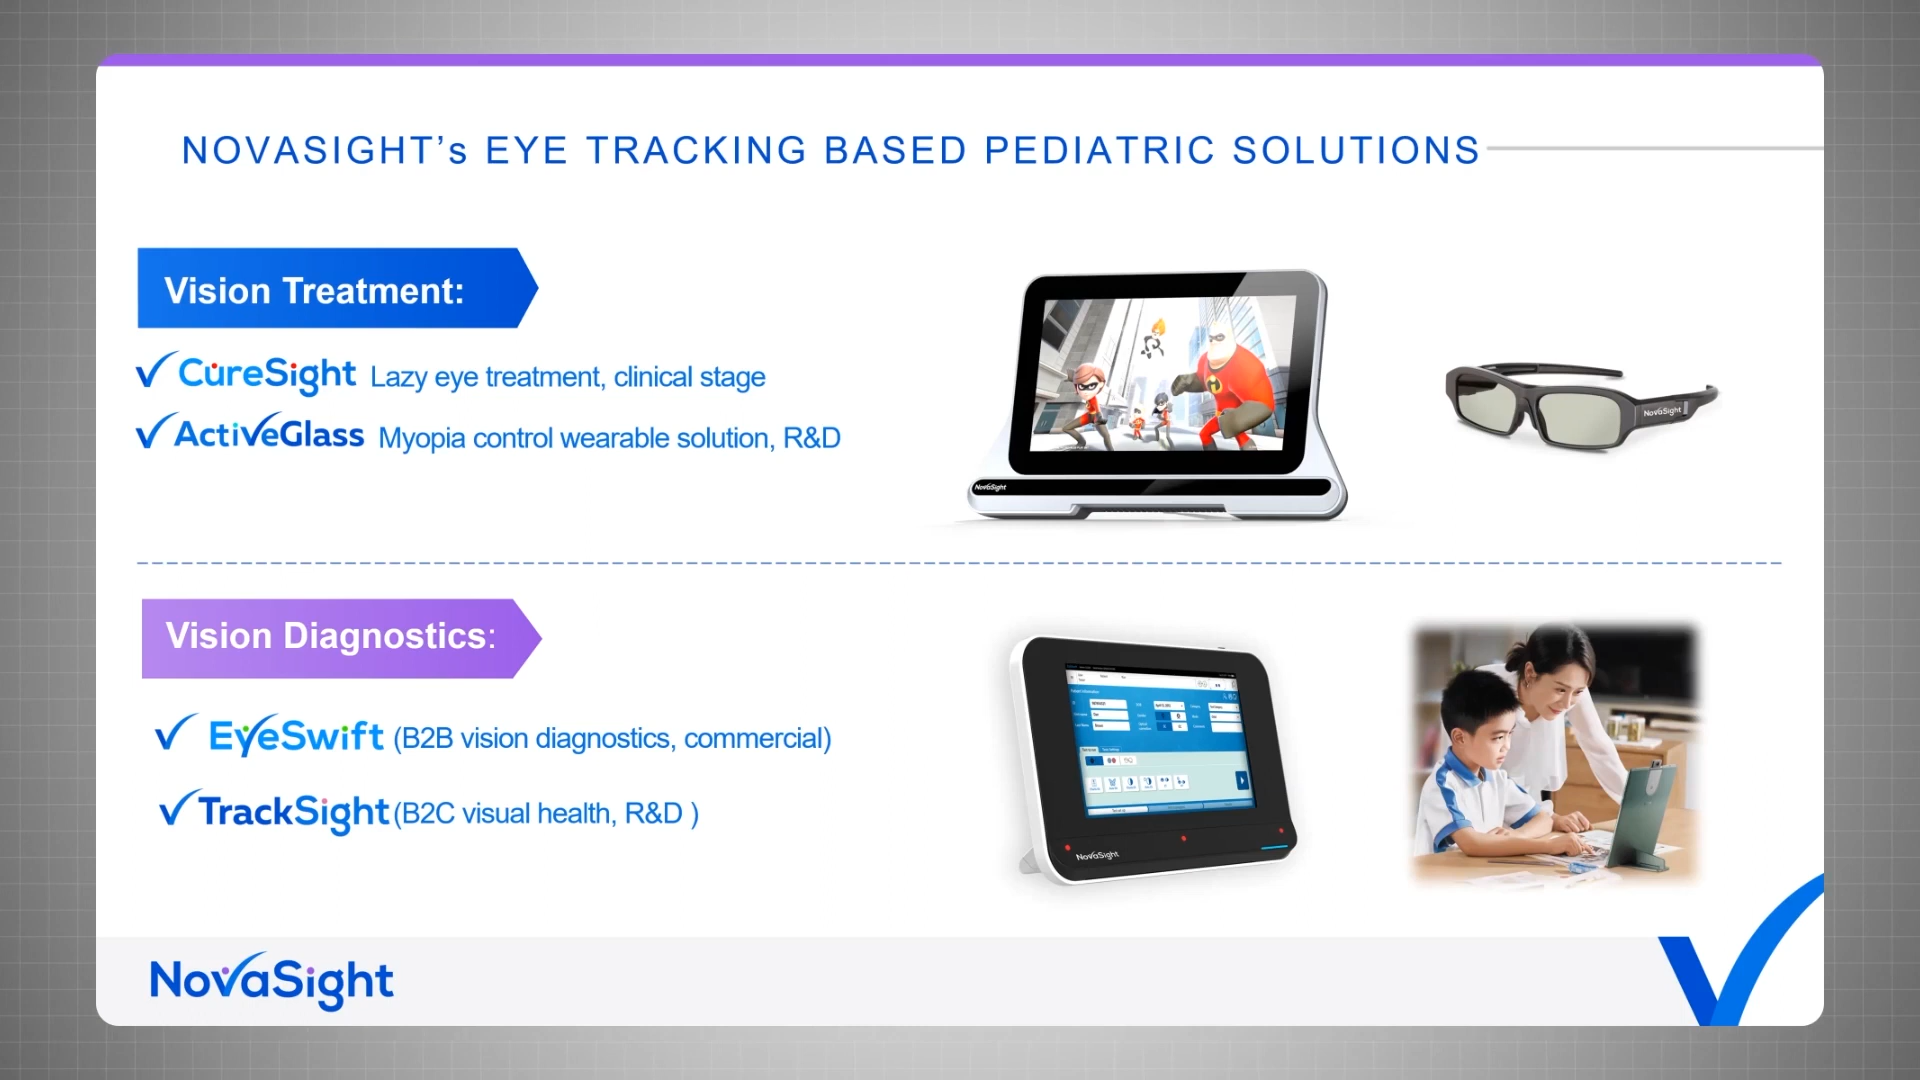 NOVASIGHT’s EYE TRACKING BASED PEDIATRIC SOLUTIONS
Vision Treatment:
CureSight Lazy eye treatment, clinical stage
ActiveGlass Myopia control wearable solution, R&D
NovaSight
NovaSight
Vision Diagnostics:
EyeSwift (B2B vision diagnostics, commercial)
TrackSight (B2C visual health, R&D )
NovaSight
NovaSight